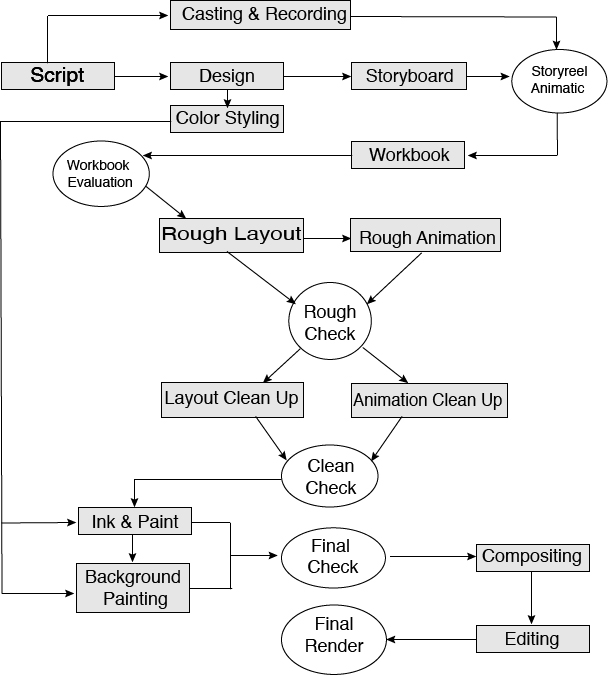 Casting & Recording
Script
Design
Storyboard
Storyreel
Animatic
Color Styling
Workbook
Workbook
Evaluation
Rough Layout
Rough Animation
Rough
Check
Layout Clean Up
Animation Clean Up
Clean
Check
Ink & Paint
Final
Check
Compositing
Background
Painting
Final
Render
Editing